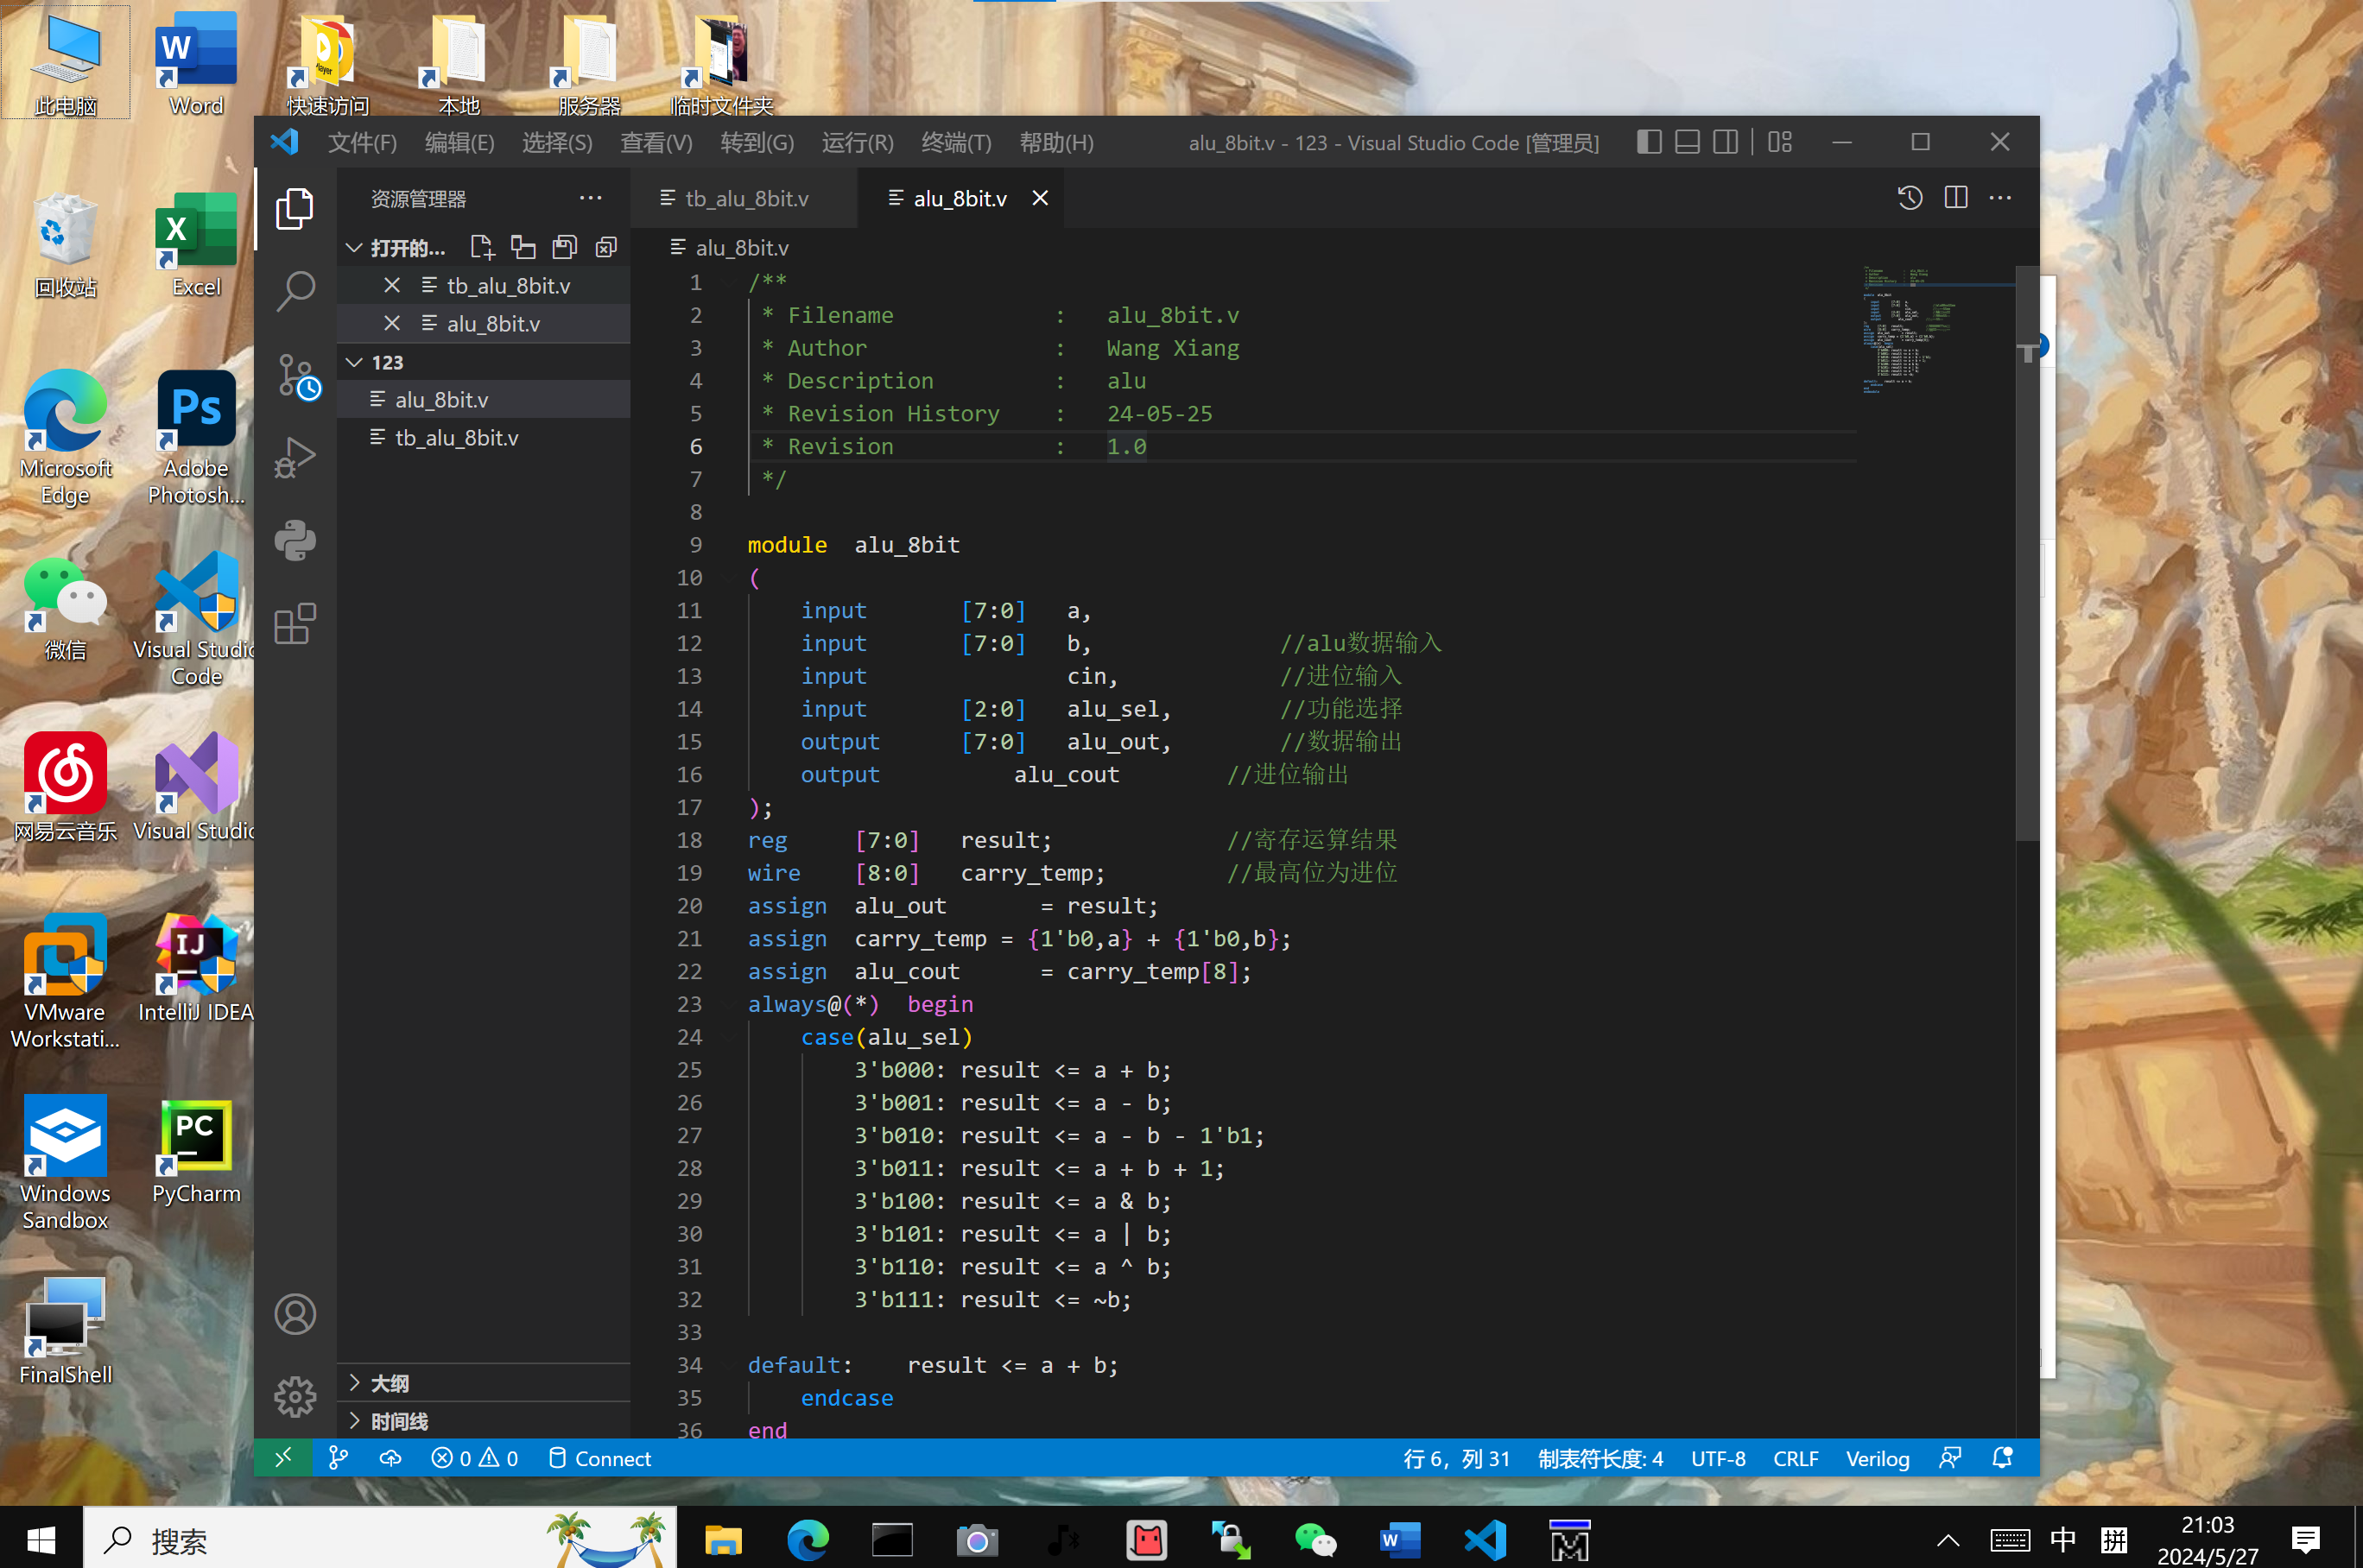 此电脑
Word
快速访问
本地
服务器
临时文件夹
回收站
Excel
Microsoft
Edge
Adobe
Photosh...
微信
Visual Studio
Code
网易云音乐
Visual Studio
VMware
Workstati...
IntelliJ IDEA
Windows
Sandbox
PyCharm
FinalShell
文件(F) 编辑(E) 选择(S) 查看(V) 转到(G) 运行(R) 终端(T) 帮助(H)
alu_8bit.v - 123 - Visual Studio Code [管理员]
资源管理器
打开的...
tb_alu_8bit.v
alu_8bit.v
123
alu_8bit.v
tb_alu_8bit.v
大纲
时间线
tb_alu_8bit.v
alu_8bit.v
alu_8bit.v
1 /**
2 * Filename : alu_8bit.v
3 * Author : Wang Xiang
4 * Description : alu
5 * Revision History : 24-05-25
6 * Revision : 1.0
7 */
8
9 module alu_8bit
10 (
11 input [7:0] a,
12 input [7:0] b, //alu数据输入
13 input cin, //进位输入
14 input [2:0] alu_sel, //功能选择
15 output [7:0] alu_out, //数据输出
16 output alu_cout //进位输出
17 );
18 reg [7:0] result; //寄存运算结果
19 wire [8:0] carry_temp; //最高位为进位
20 assign alu_out = result;
21 assign carry_temp = {1'b0,a} + {1'b0,b};
22 assign alu_cout = carry_temp[8];
23 always@(*) begin
24 case(alu_sel)
25 3'b000: result <= a + b;
26 3'b001: result <= a - b;
27 3'b010: result <= a - b - 1'b1;
28 3'b011: result <= a + b + 1;
29 3'b100: result <= a & b;
30 3'b101: result <= a | b;
31 3'b110: result <= a ^ b;
32 3'b111: result <= ~b;
33
34 default: result <= a + b;
35 endcase
36 end
0 0 Connect
行 6，列 31 制表符长度: 4 UTF-8 CRLF Verilog
搜索
中 拼
21:03
2024/5/27